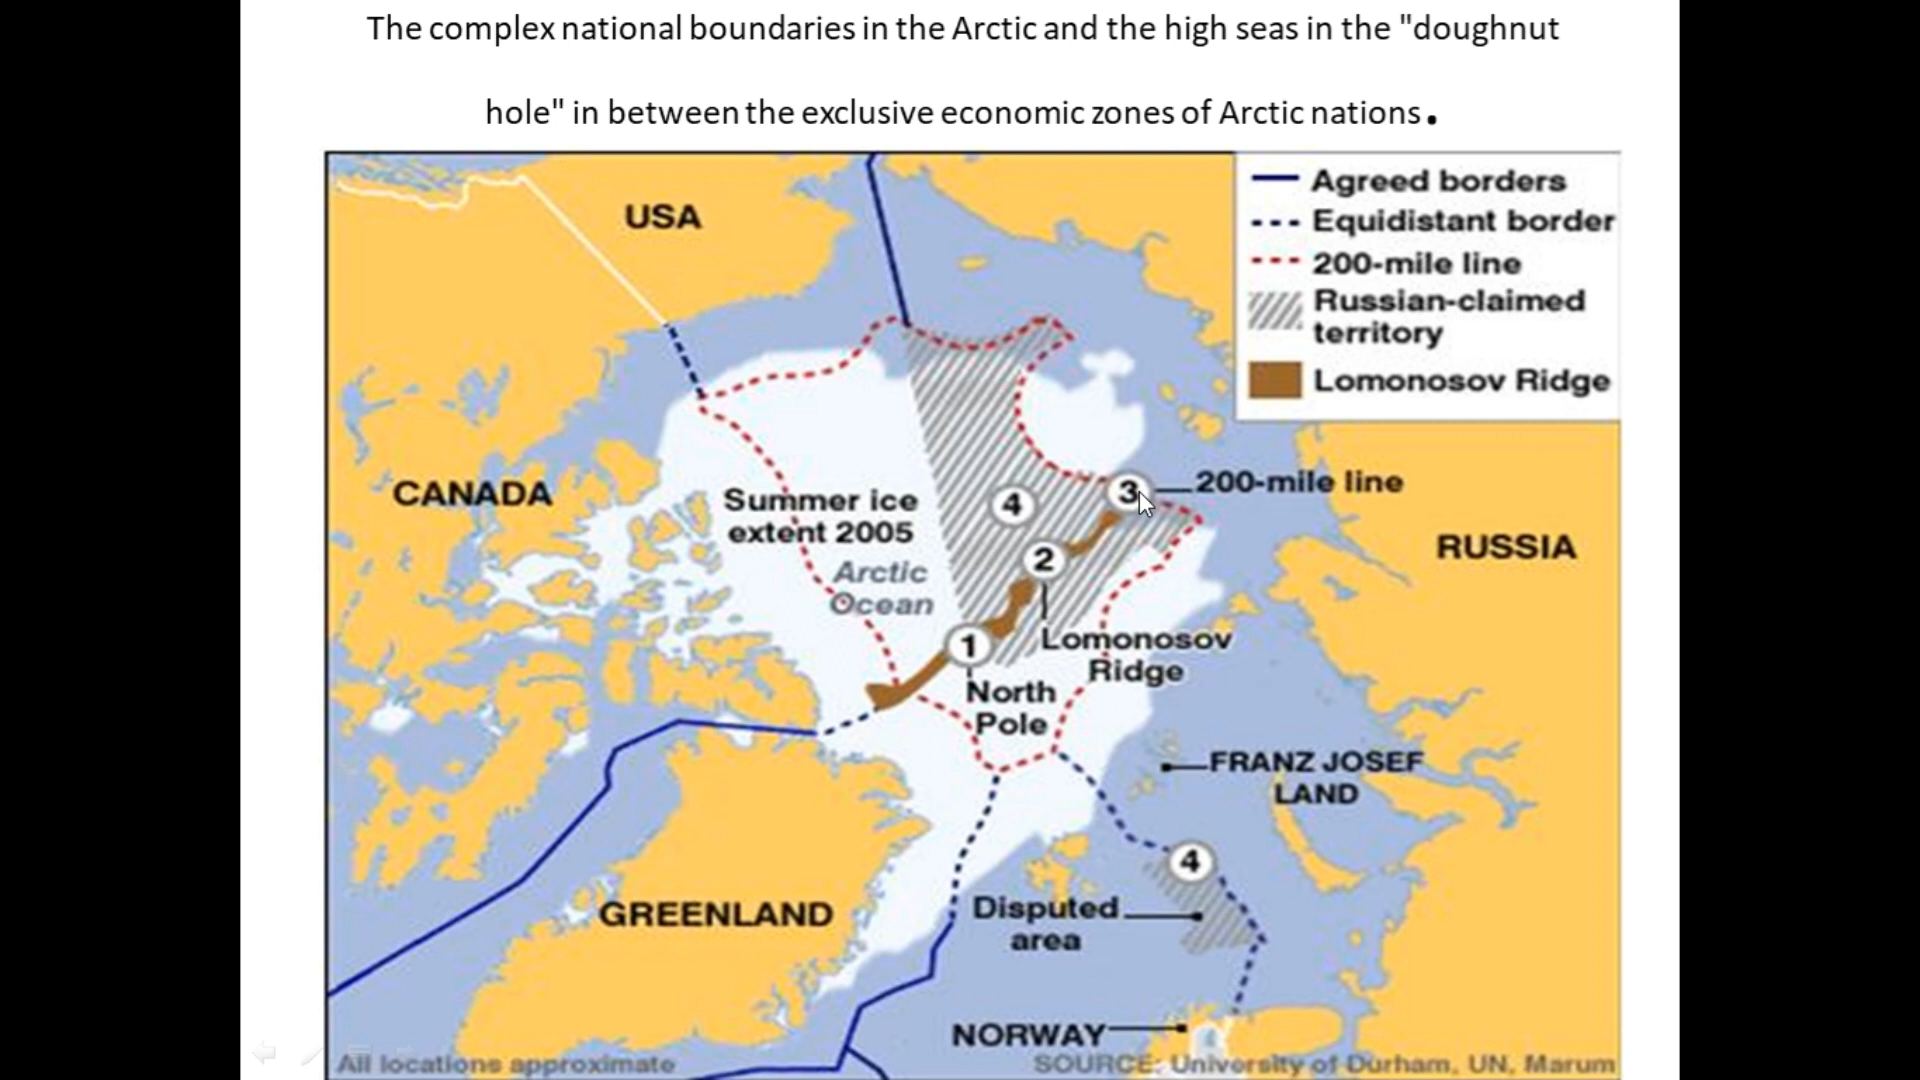 The complex national boundaries in the Arctic and the high seas in the "doughnut
hole" in between the exclusive economic zones of Arctic nations.
Agreed borders
Equidistant border
200-mile line
Russian-claimed
territory
Lomonosov Ridge
USA
CANADA
Summer ice
extent 2005
Arctic
Ocean
4
3
200-mile line
2
RUSSIA
1
Lomonosov
Ridge
North
Pole
FRANZ JOSEF
LAND
4
GREENLAND
Disputed
area
NORWAY
All locations approximate
SOURCE: University of Durham, UN, Marum